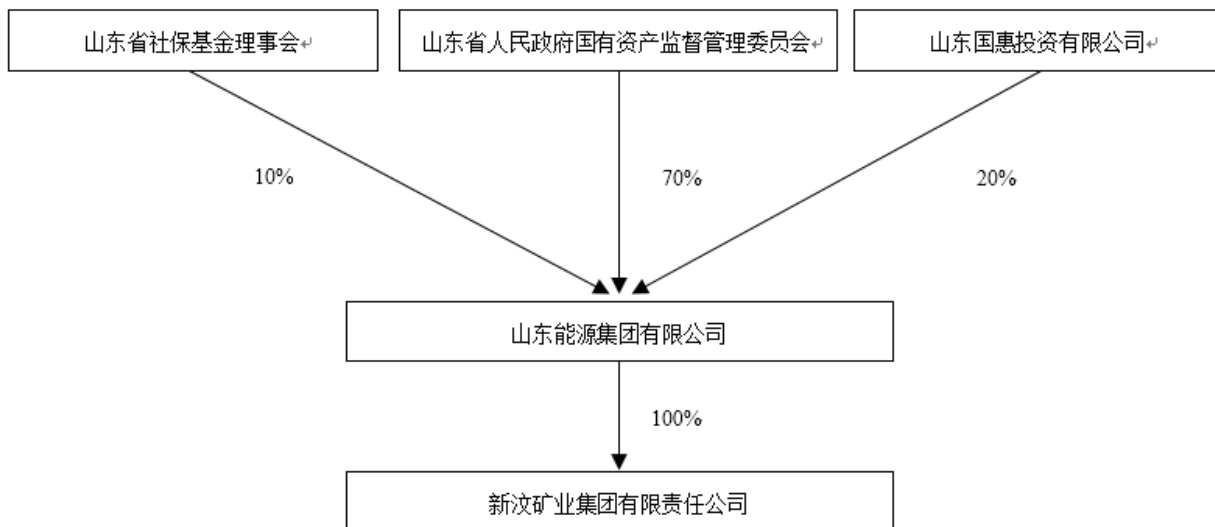 山东省社保基金理事会↵
山东省人民政府国有资产监督管理委员会↵
山东国惠投资有限公司↵
10%
70%
20%
山东能源集团有限公司
100%
新汶矿业集团有限责任公司